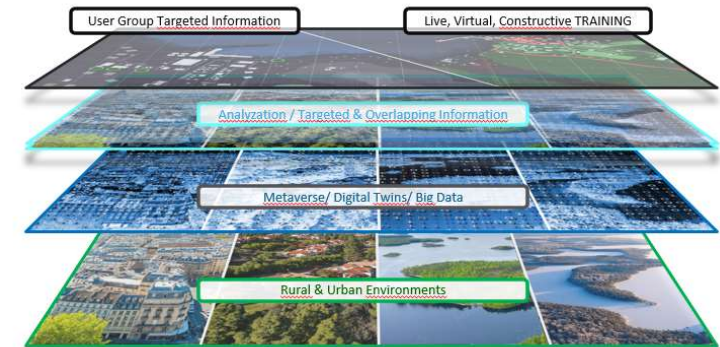 User Group Targeted Information
Live, Virtual, Constructive TRAINING
Analyzation / Targeted & Overlapping Information
Metaverse/ Digital Twins/ Big Data
Rural & Urban Environments